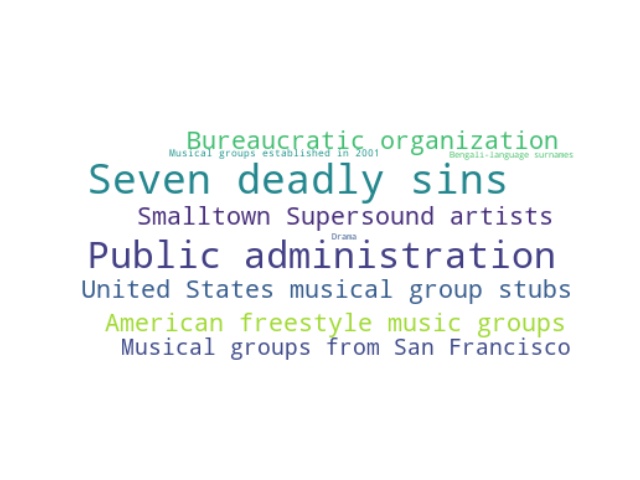 Bureaucratic organization
Musical groups established in 2001
Bengali-language surnames
Seven deadly sins
Smalltown Supersound artists
Drama
Public administration
United States musical group stubs
American freestyle music groups
Musical groups from San Francisco